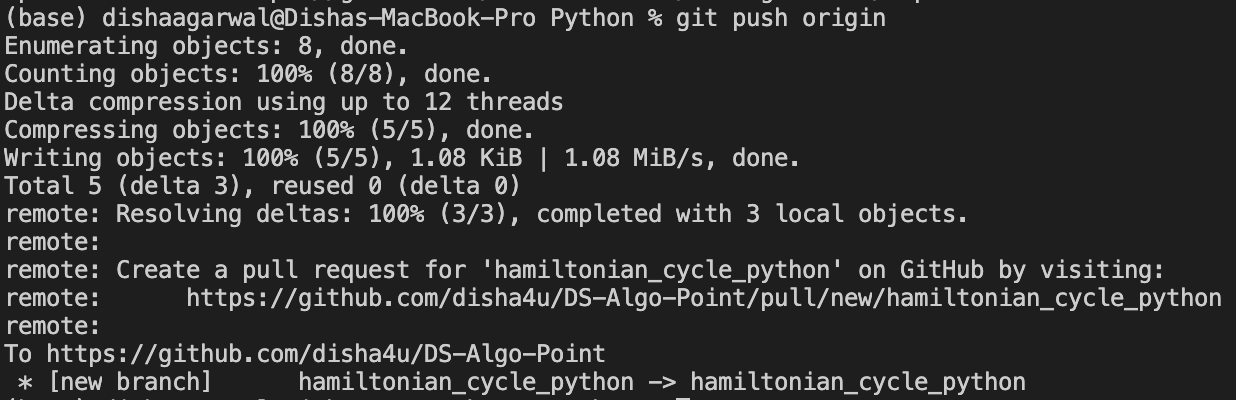 (base) dishaagarwal@Dishas-MacBook-Pro Python % git push origin
Enumerating objects: 8, done.
Counting objects: 100% (8/8), done.
Delta compression using up to 12 threads
Compressing objects: 100% (5/5), done.
Writing objects: 100% (5/5), 1.08 KiB | 1.08 MiB/s, done.
Total 5 (delta 3), reused 0 (delta 0)
remote: Resolving deltas: 100% (3/3), completed with 3 local objects.
remote:
remote: Create a pull request for 'hamiltonian_cycle_python' on GitHub by visiting:
remote:      https://github.com/disha4u/DS-Algo-Point/pull/new/hamiltonian_cycle_python
remote:
To https://github.com/disha4u/DS-Algo-Point
 * [new branch]      hamiltonian_cycle_python -> hamiltonian_cycle_python